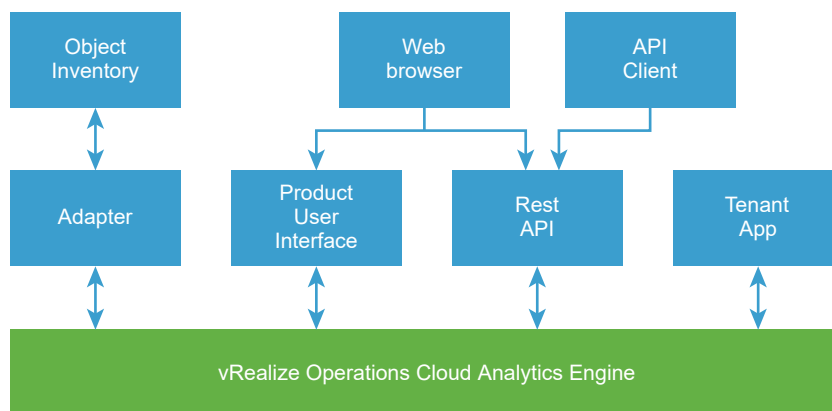 Object
Inventory
Web
browser
API
Client
Adapter
Product
User
Interface
Rest
API
Tenant
App
vRealize Operations Cloud Analytics Engine